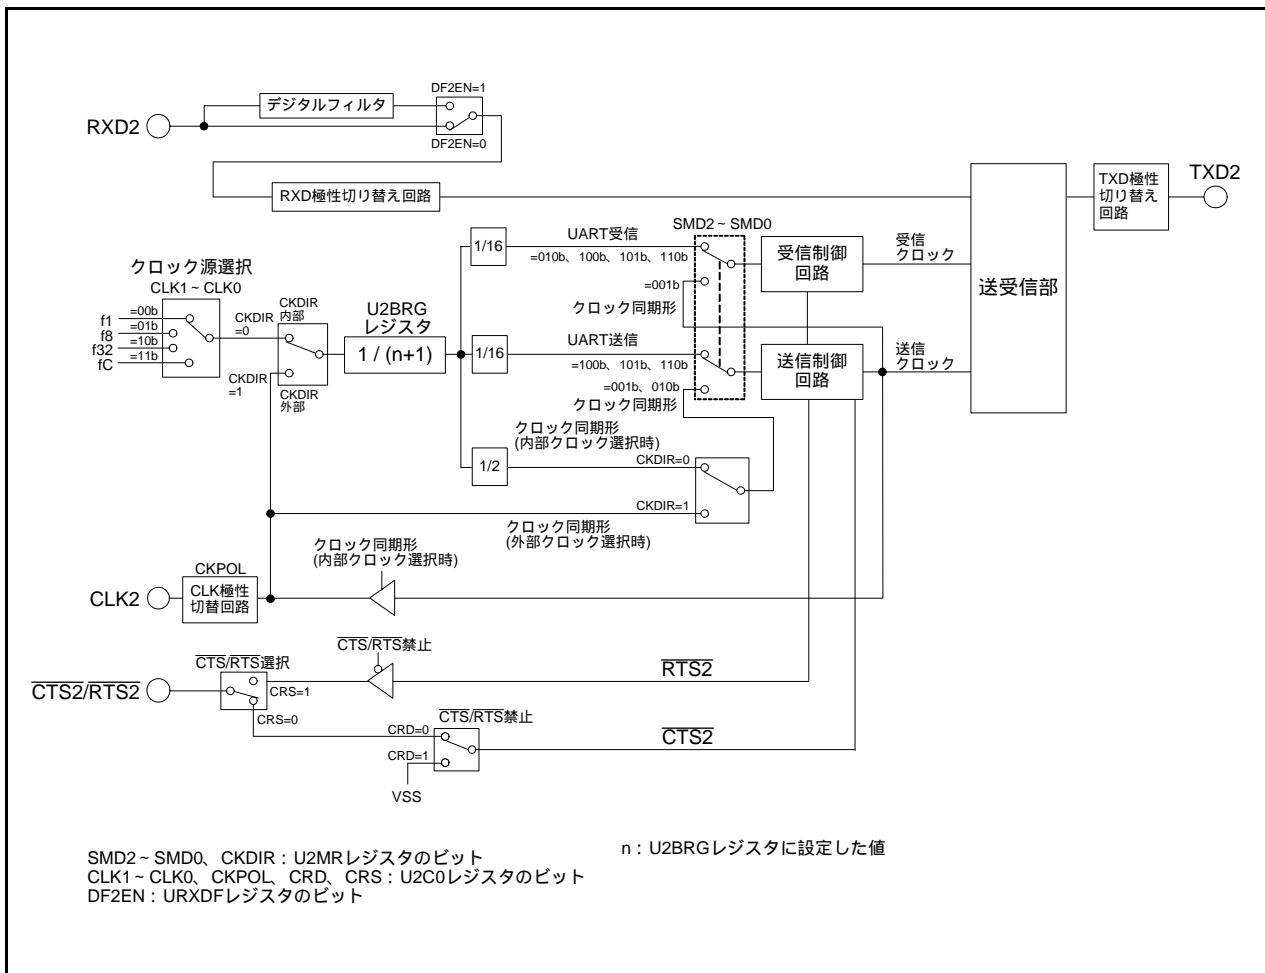 DF2EN=1
デジタルフィルタ
RXD2
DF2EN=0
RXD極性切り替え回路
TXD極性
切り替え
回路
TXD2
SMD2~SMD0
1/16
UART受信
=010b、100b、101b、110b
=001b
クロック同期形
受信制御
回路
受信
クロック
送受信部
クロック源選択
CLK1~CLK0
f1
=00b
f8
=01b
f32
=10b
fC
=11b
CKDIR
=0
CKDIR
内部
CKDIR
=1
CKDIR
外部
U2BRG
レジスタ
1 / (n+1)
1/16
UART送信
=100b、101b、110b
=001b、010b
クロック同期形
送信制御
回路
送信
クロック
クロック同期形
(内部クロック選択時)
1/2
CKDIR=0
CKDIR=1
クロック同期形
(外部クロック選択時)
クロック同期形
(内部クロック選択時)
CKPOL
CLK2
CLK極性
切替回路
CTS/RTS禁止
CTS/RTS選択
RTS2
CTS2/RTS2
CRS=1
CRS=0
CTS/RTS禁止
CRD=0
CTS2
CRD=1
VSS
n:U2BRGレジスタに設定した値
SMD2~SMD0、CKDIR:U2MRレジスタのビット
CLK1~CLK0、CKPOL、CRD、CRS:U2C0レジスタのビット
DF2EN:URXDFレジスタのビット